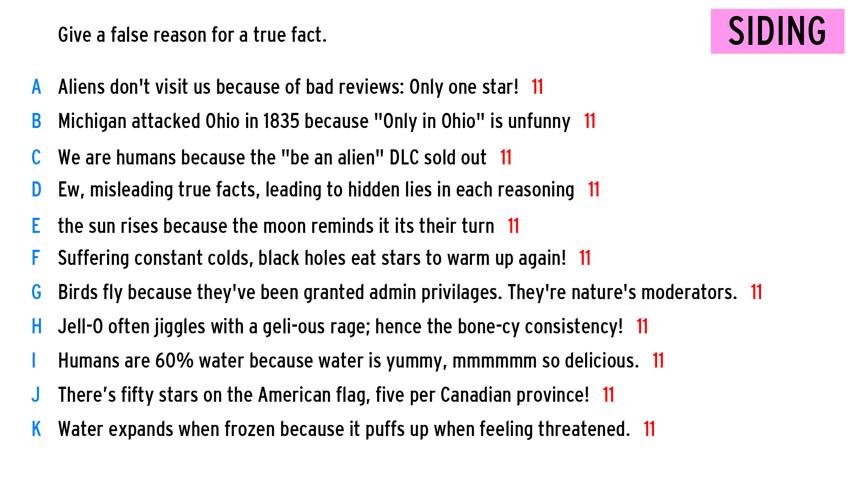 Give a false reason for a true fact.
SIDING
A Aliens don't visit us because of bad reviews: Only one star! 11
B Michigan attacked Ohio in 1835 because "Only in Ohio" is unfunny 11
C We are humans because the "be an alien" DLC sold out 11
D Ew, misleading true facts, leading to hidden lies in each reasoning 11
E the sun rises because the moon reminds it its their turn 11
F Suffering constant colds, black holes eat stars to warm up again! 11
G Birds fly because they've been granted admin privilages. They're nature's moderators. 11
H Jell-O often jiggles with a geli-ous rage; hence the bone-cy consistency! 11
I Humans are 60% water because water is yummy, mmmmmm so delicious. 11
J There’s fifty stars on the American flag, five per Canadian province! 11
K Water expands when frozen because it puffs up when feeling threatened. 11